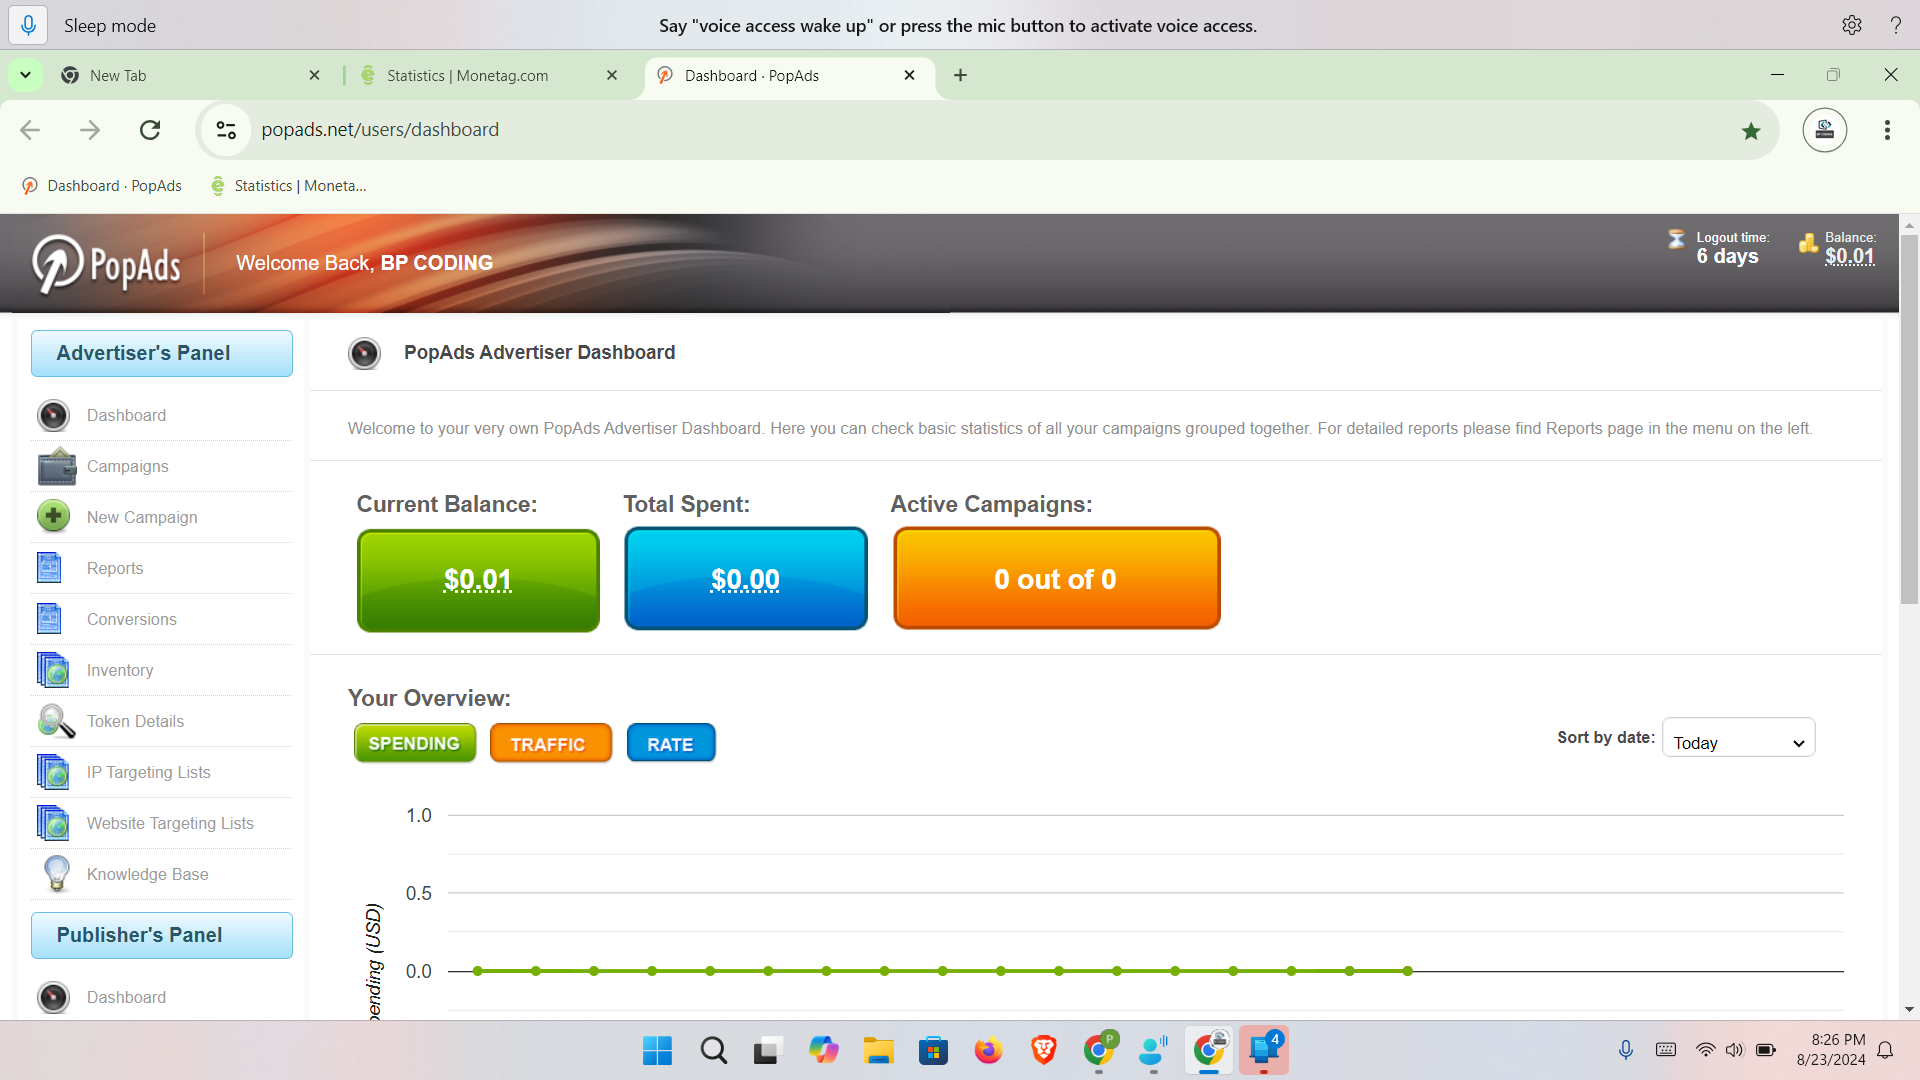 Sleep mode
Say "voice access wake up" or press the mic button to activate voice access.
New Tab
Statistics | Monetag.com
Dashboard · PopAds
popads.net/users/dashboard
Dashboard · PopAds
Statistics | Moneta...
PopAds
Welcome Back, BP CODING
Logout time:
6 days
Balance:
$0.01
Advertiser's Panel
Dashboard
Campaigns
New Campaign
Reports
Conversions
Inventory
Token Details
IP Targeting Lists
Website Targeting Lists
Knowledge Base
Publisher's Panel
Dashboard
PopAds Advertiser Dashboard
Welcome to your very own PopAds Advertiser Dashboard. Here you can check basic statistics of all your campaigns grouped together. For detailed reports please find Reports page in the menu on the left.
Current Balance:
$0.01
Total Spent:
$0.00
Active Campaigns:
0 out of 0
Your Overview:
SPENDING
TRAFFIC
RATE
Sort by date:
Today
1.0
0.5
0.0
pending (USD)
P
4
8:26 PM
8/23/2024